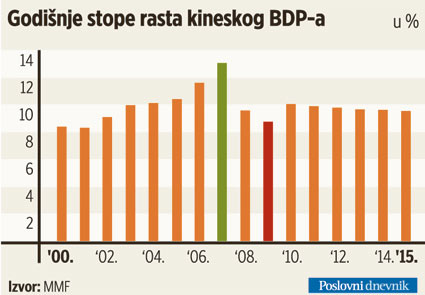 Godišnje stope rasta kineskog BDP-a
u %
14
12
10
8
6
4
2
'00. '02. '04. '06. '08. '10. '12. '14. '15.
Izvor: MMF
Poslovni dnevnik